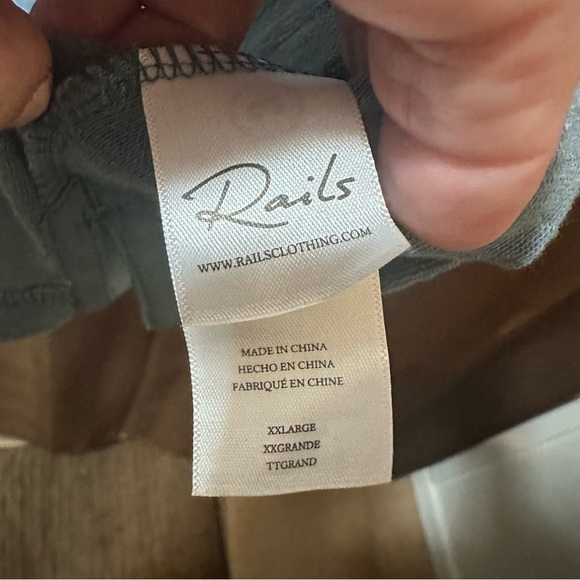 Rails
WWW.RAILSCLOTHING.COM
MADE IN CHINA
HECHO EN CHINA
FABRIQUÉ EN CHINE
XXLARGE
XXGRANDE
TTGRAND